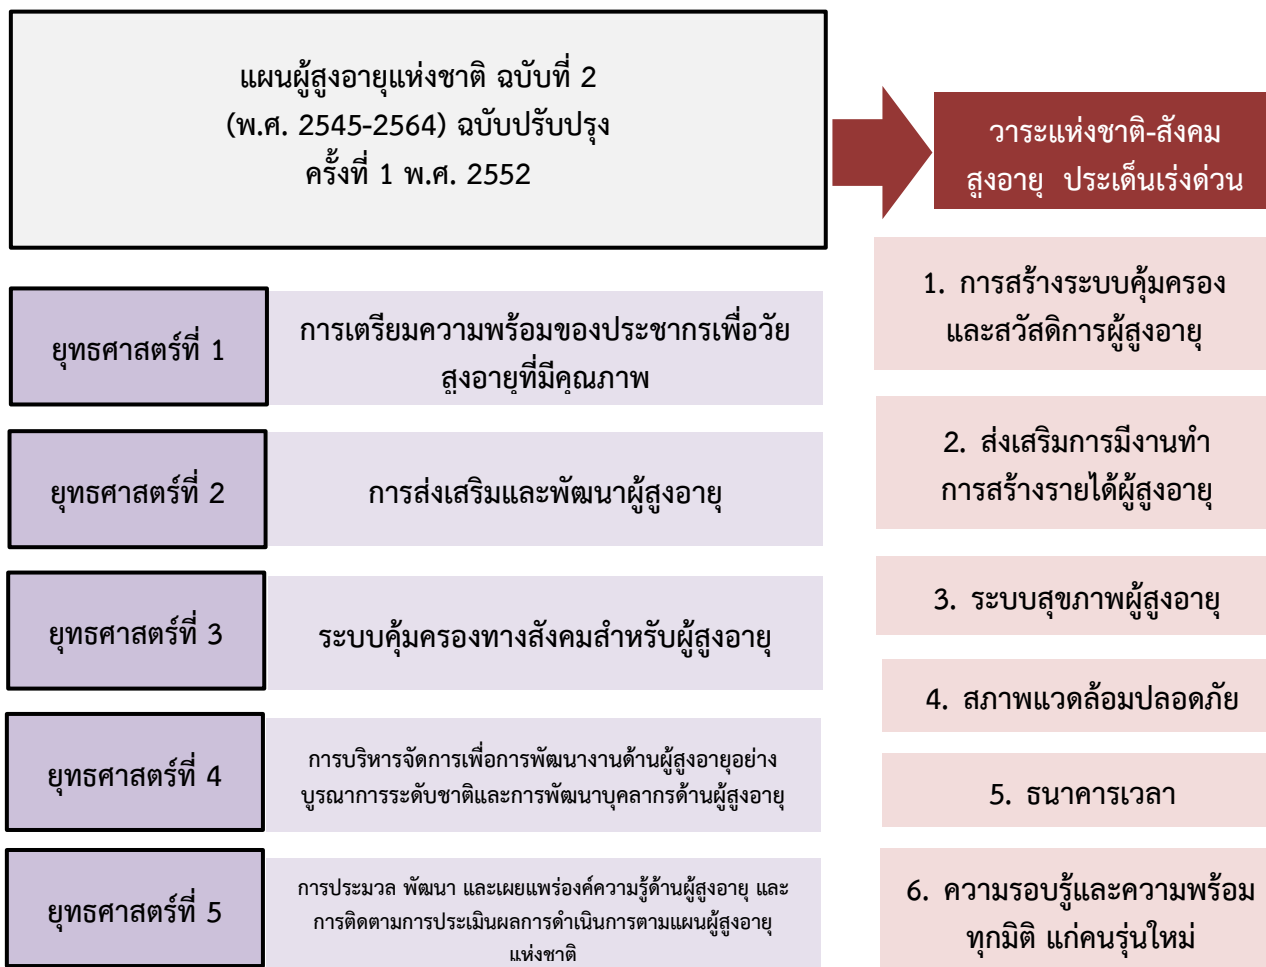 แผนผู้สูงอายุแห่งชาติ ฉบับที่ 2
(พ.ศ. 2545-2564) ฉบับปรับปรุง
ครั้งที่ 1 พ.ศ. 2552
วาระแห่งชาติ-สังคม
สูงอายุ ประเด็นเร่งด่วน
ยุทธศาสตร์ที่ 1
การเตรียมความพร้อมของประชากรเพื่อวัย
สูงอายุที่มีคุณภาพ
ยุทธศาสตร์ที่ 2
การส่งเสริมและพัฒนาผู้สูงอายุ
ยุทธศาสตร์ที่ 3
ระบบคุ้มครองทางสังคมสำหรับผู้สูงอายุ
ยุทธศาสตร์ที่ 4
การบริหารจัดการเพื่อการพัฒนางานด้านผู้สูงอายุอย่าง
บูรณาการระดับชาติและการพัฒนาบุคลากรด้านผู้สูงอายุ
ยุทธศาสตร์ที่ 5
การประมวล พัฒนา และเผยแพร่องค์ความรู้ด้านผู้สูงอายุ และ
การติดตามการประเมินผลการดำเนินการตามแผนผู้สูงอายุ
แห่งชาติ
1. การสร้างระบบคุ้มครอง
และสวัสดิการผู้สูงอายุ
2. ส่งเสริมการมีงานทำ
การสร้างรายได้ผู้สูงอายุ
3. ระบบสุขภาพผู้สูงอายุ
4. สภาพแวดล้อมปลอดภัย
5. ธนาคารเวลา
6. ความรอบรู้และความพร้อม
ทุกมิติ แก่คนรุ่นใหม่